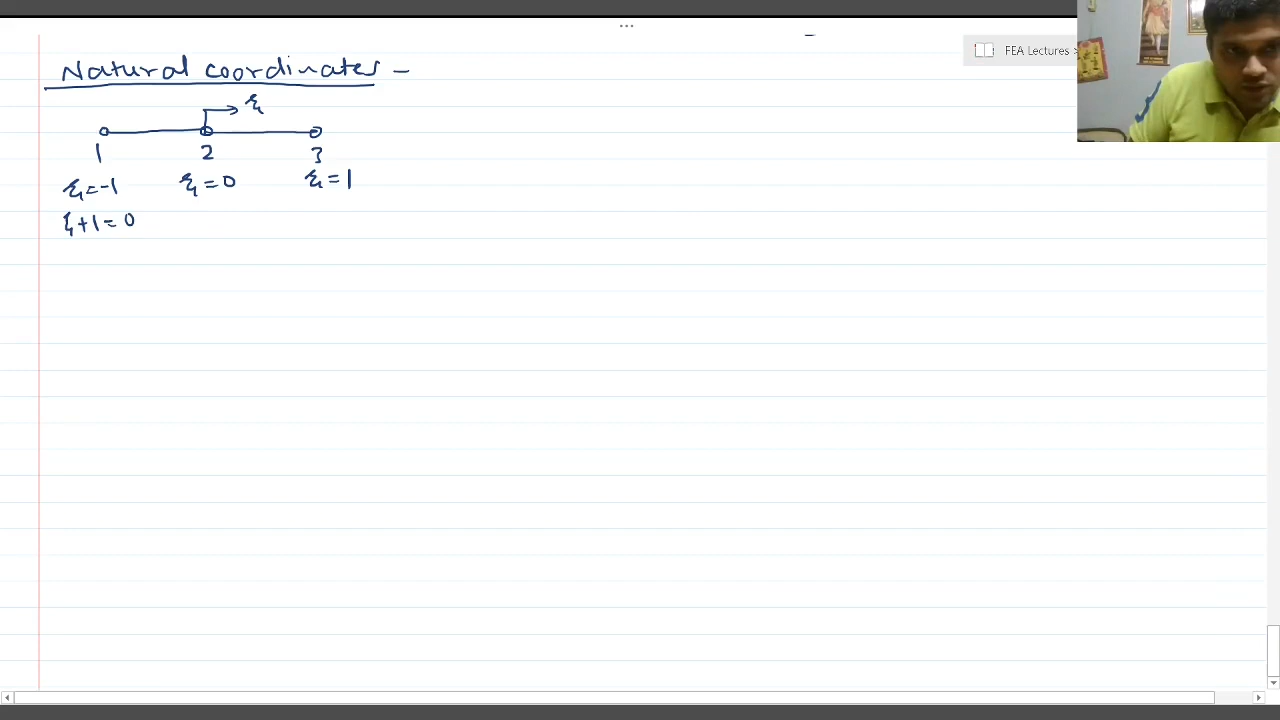 FEA Lectures >
Natural coordinates -
ξ
1 2 3
ξ=-1 ξ=0 ξ=1
ξ+1=0